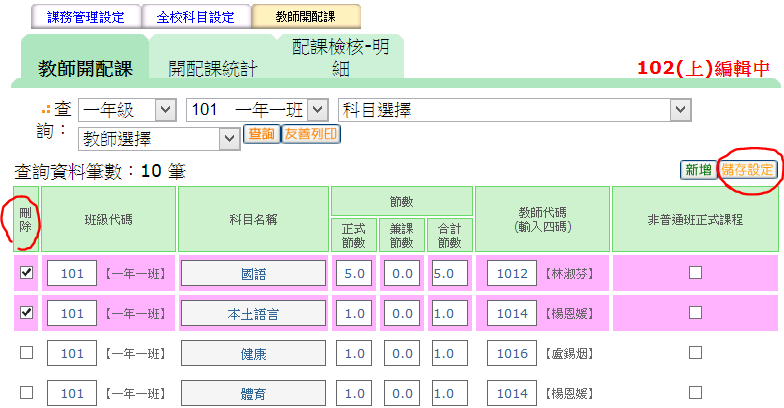 課務管理設定 全校科目設定 教師開配課
教師開配課 開配課統計 配課檢核-明細 102(上)編輯中
查詢： 一年級 101 一年一班 科目選擇
教師選擇 查詢 友善列印
查詢資料筆數：10 筆 新增 儲存設定
刪除 班級代碼 科目名稱 節數 教師代碼 (輸入四碼) 非普通班正式課程
正式節數 兼課節數 合計節數
101 【一年一班】 國語 5.0 0.0 5.0 1012 【林淑芬】
101 【一年一班】 本土語言 1.0 0.0 1.0 1014 【楊恩媛】
101 【一年一班】 健康 1.0 0.0 1.0 1016 【盧錫烟】
101 【一年一班】 體育 1.0 0.0 1.0 1014 【楊恩媛】